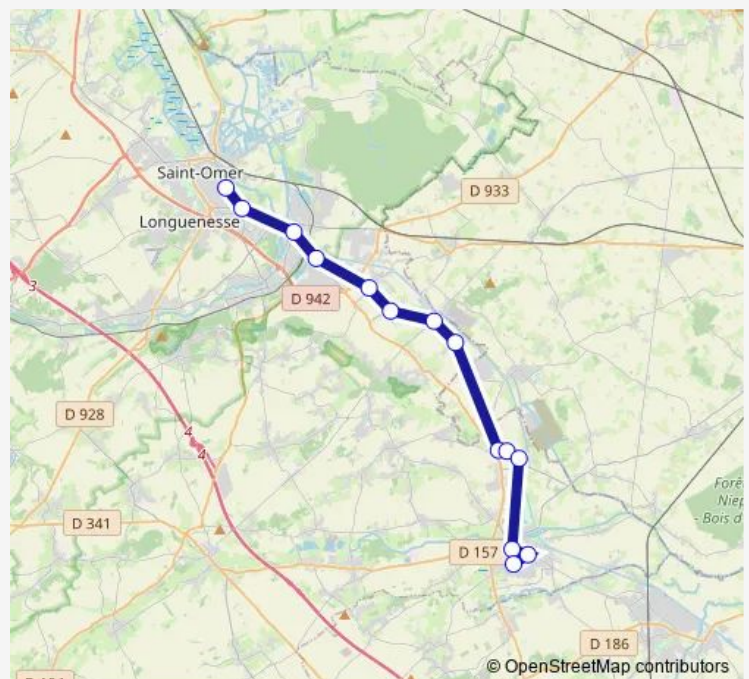 Saint-Omer
D 933
Longuenesse
3
D 942
D 928
4
4
Forê
Niep
- Bois d
D 341
D 157
D 186
© OpenStreetMap contributors